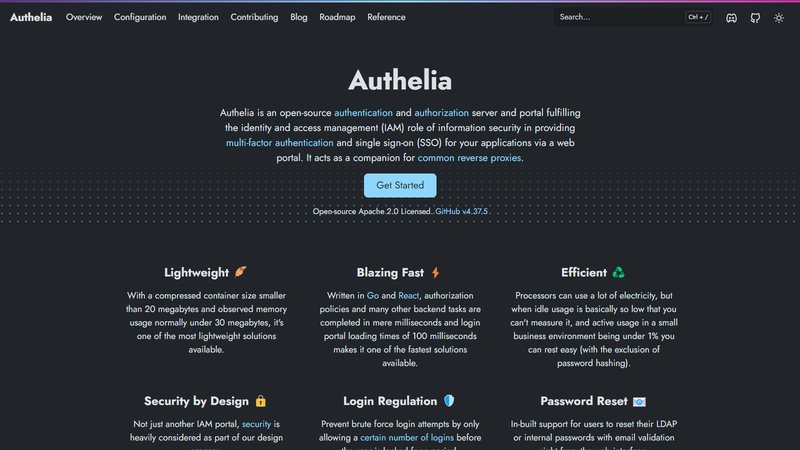 Authelia Overview Configuration Integration Contributing Blog Roadmap Reference Search... Ctrl + /
Authelia
Authelia is an open-source authentication and authorization server and portal fulfilling
the identity and access management (IAM) role of information security in providing
multi-factor authentication and single sign-on (SSO) for your applications via a web
portal. It acts as a companion for common reverse proxies.
Get Started
Open-source Apache 2.0 Licensed. GitHub v4.37.5
Lightweight
With a compressed container size smaller
than 20 megabytes and observed memory
usage normally under 30 megabytes, it's
one of the most lightweight solutions
available.
Blazing Fast
Written in Go and React, authorization
policies and many other backend tasks are
completed in mere milliseconds and login
portal loading times of 100 milliseconds
makes it one of the fastest solutions
available.
Efficient
Processors can use a lot of electricity, but
when idle usage is basically so low that you
can't measure it, and active usage in a small
business environment being under 1% you
can rest easy (with the exclusion of
password hashing).
Security by Design
Not just another IAM portal, security is
heavily considered as part of our design
Login Regulation
Prevent brute force login attempts by only
allowing a certain number of logins before
Password Reset
In-built support for users to reset their LDAP
or internal passwords with email validation